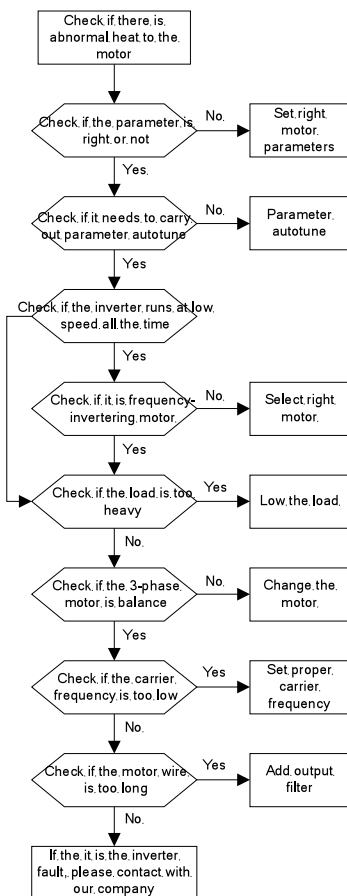 Check if there is
abnormal heat to the
motor
Check if the parameter is
right or not
No
Set right
motor
parameters
Yes
Check if it needs to carry
out parameter autotune
No
Parameter
autotune
Yes
Check if the inverter runs at low
speed all the time
Yes
Check if it is frequency-
invertering motor
No
Select right
motor
Yes
Check if the load is too
heavy
Yes
Low the load
No
Check if the 3-phase
motor is balance
No
Change the
motor
Yes
Check if the carrier
frequency is too low
Yes
Set proper
carrier
frequency
No
Check if the motor wire
is too long
Yes
Add output
filter
No
If the it is the inverter
fault, please contact with
our company